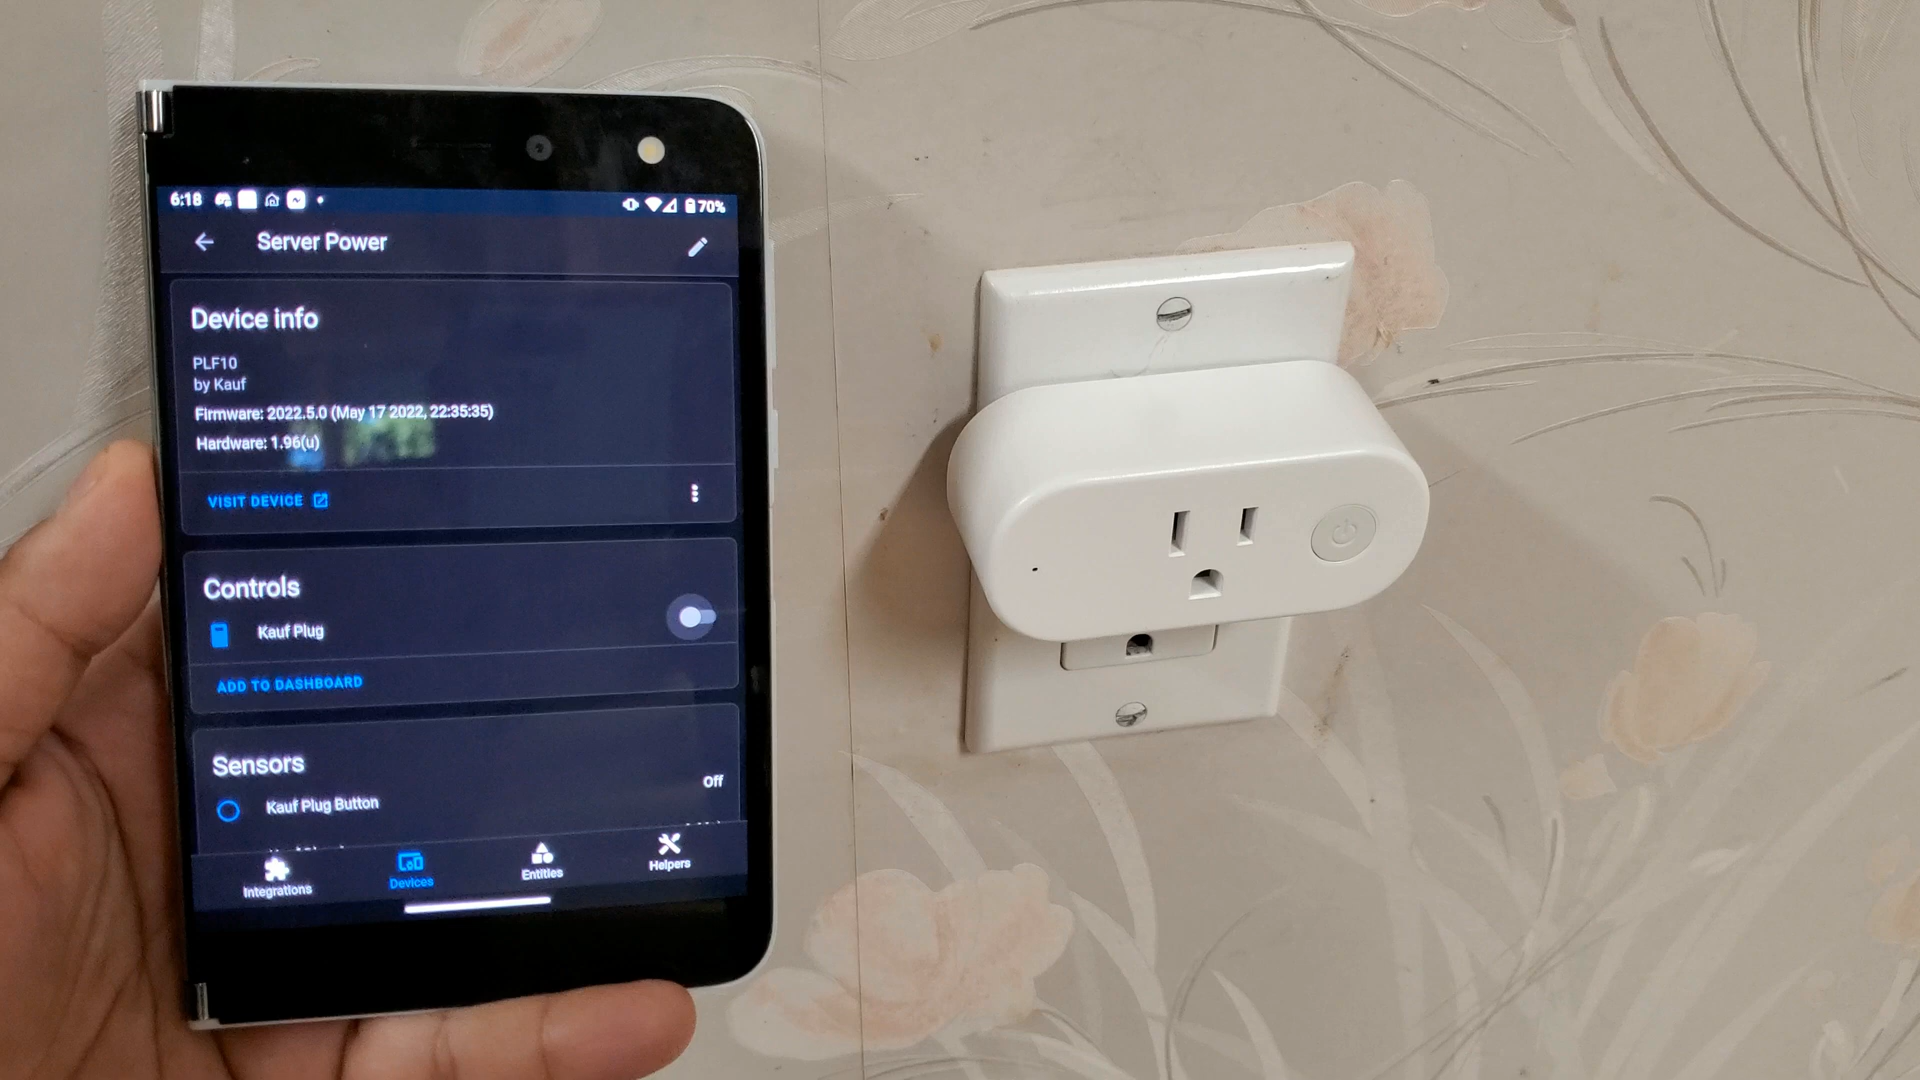 6:18 70%
Server Power
Device info
PLF10
by Kauf
Firmware: 2022.5.0 (May 17 2022, 22:35:35)
Hardware: 1.96(u)
VISIT DEVICE
Controls
Kauf Plug
ADD TO DASHBOARD
Sensors
Kauf Plug Button Off
Integrations Devices Entities Helpers